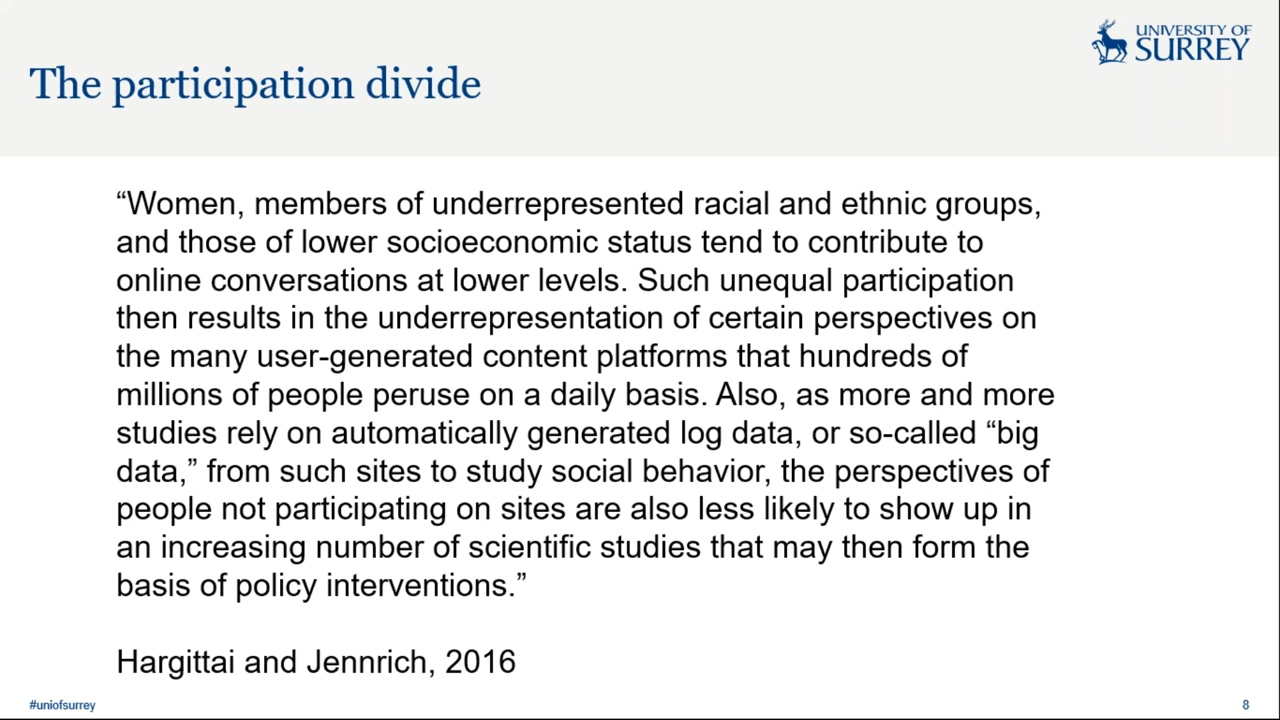 UNIVERSITY OF
SURREY
The participation divide
“Women, members of underrepresented racial and ethnic groups,
and those of lower socioeconomic status tend to contribute to
online conversations at lower levels. Such unequal participation
then results in the underrepresentation of certain perspectives on
the many user-generated content platforms that hundreds of
millions of people peruse on a daily basis. Also, as more and more
studies rely on automatically generated log data, or so-called “big
data,” from such sites to study social behavior, the perspectives of
people not participating on sites are also less likely to show up in
an increasing number of scientific studies that may then form the
basis of policy interventions.”
Hargittai and Jennrich, 2016
#uniofsurrey
8